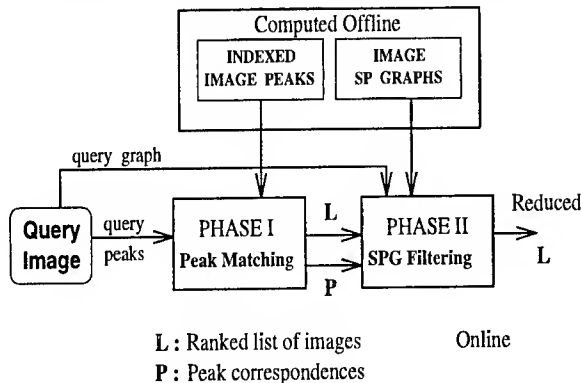 Computed Offline
INDEXED
IMAGE PEAKS
IMAGE
SP GRAPHS
query graph
Query
Image
query
peaks
PHASE I
Peak Matching
L
P
PHASE II
SPG Filtering
Reduced
L
L : Ranked list of images
Online
P : Peak correspondences